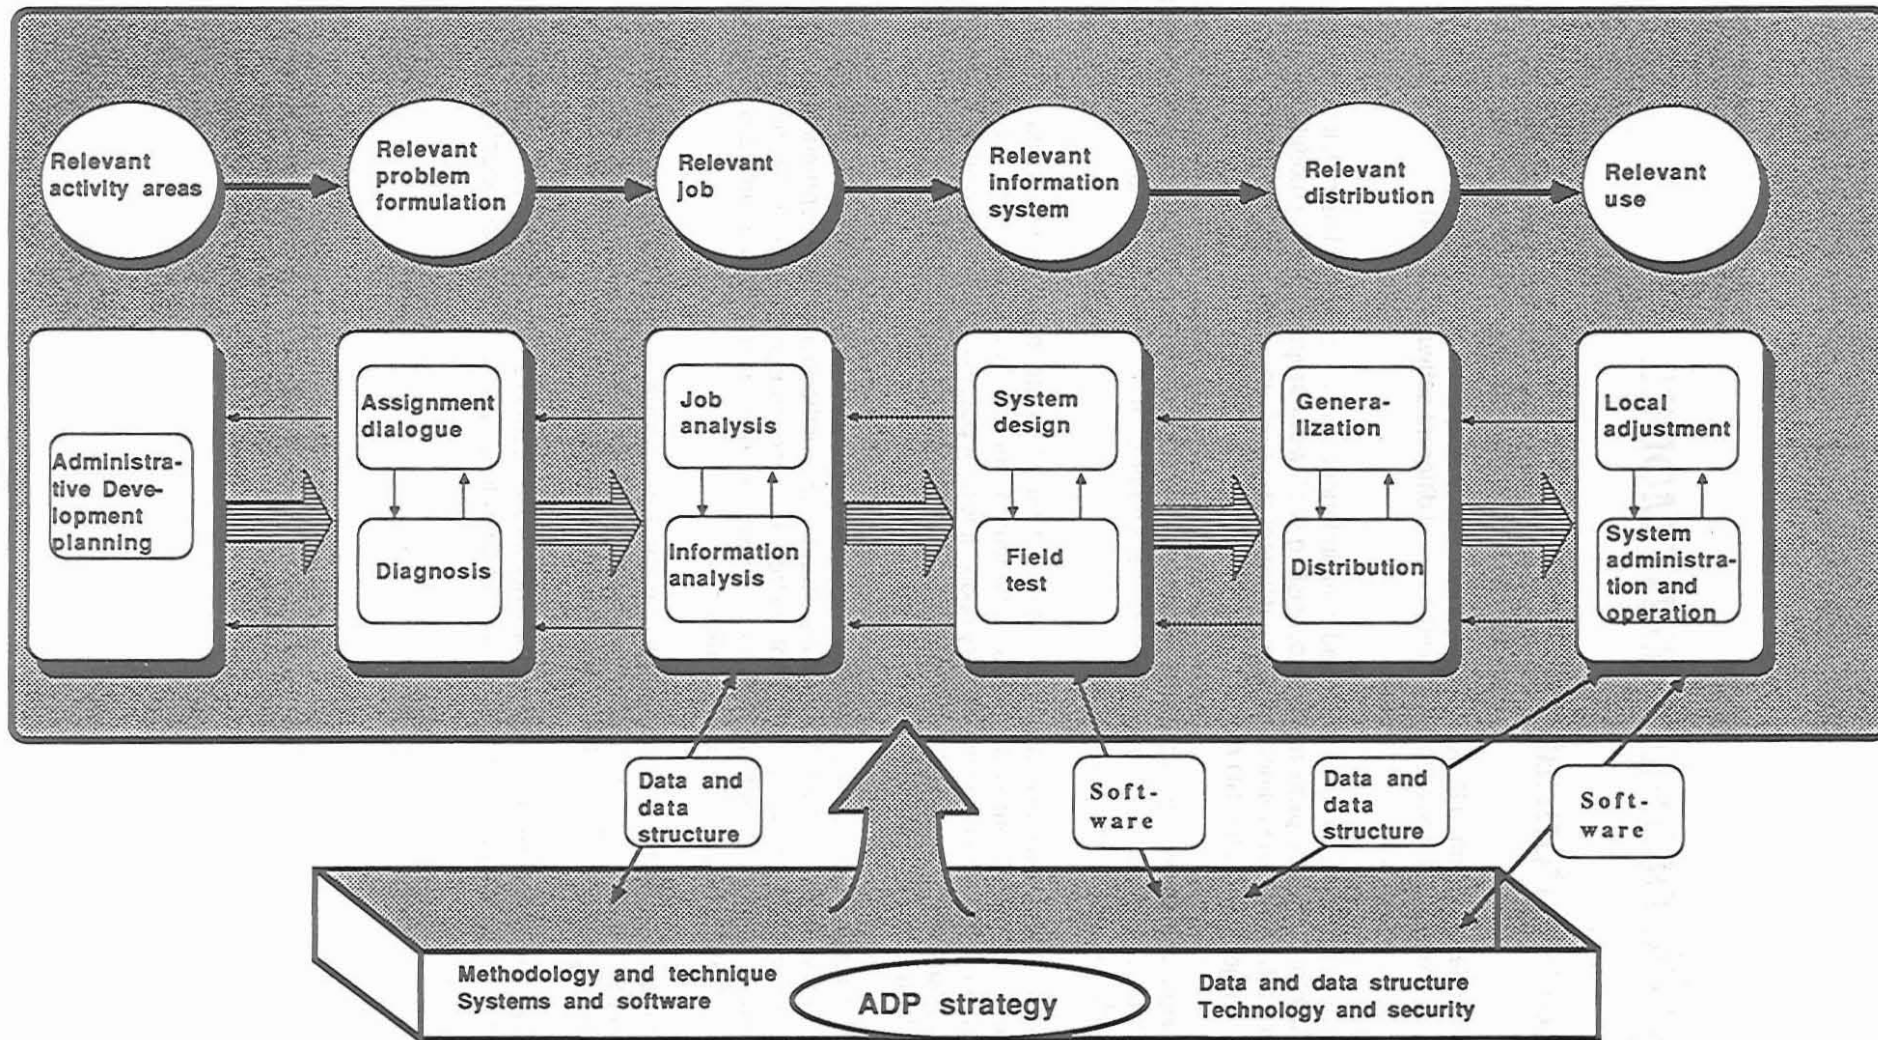 Relevant
activity areas
Relevant
problem
formulation
Relevant
job
Relevant
information
system
Relevant
distribution
Relevant
use
Administra-
tive Deve-
lopment
planning
Assignment
dialogue
Diagnosis
Job
analysis
Information
analysis
System
design
Field
test
Genera-
lization
Distribution
Local
adjustment
System
administra-
tion and
operation
Data and
data
structure
Soft-
ware
Data and
data
structure
Soft-
ware
Methodology and technique
Systems and software
ADP strategy
Data and data structure
Technology and security